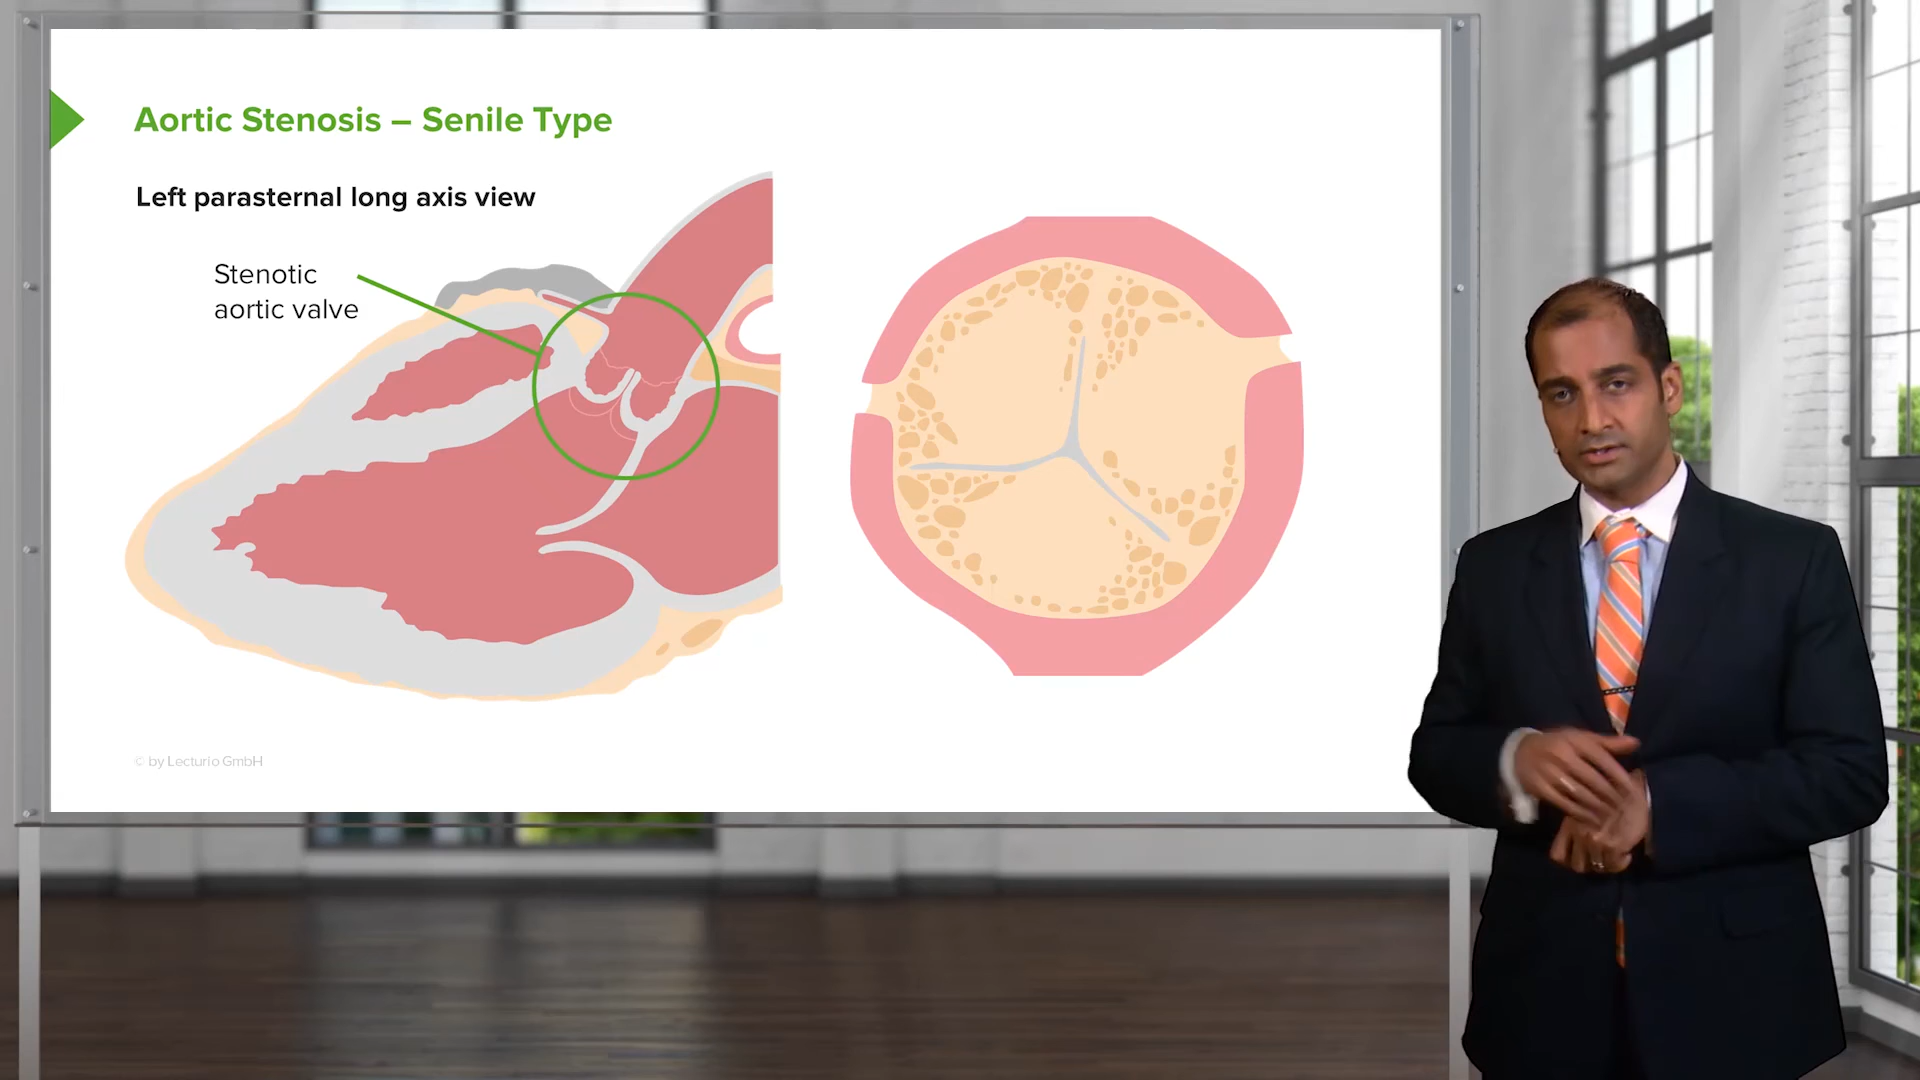 Aortic Stenosis – Senile Type
Left parasternal long axis view
Stenotic
aortic valve
© by Lecturio GmbH